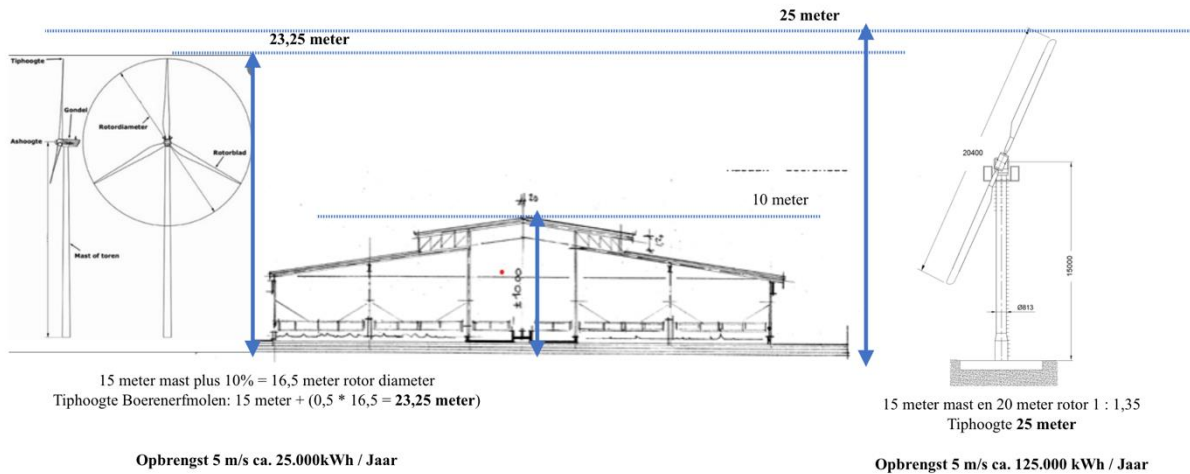 25 meter
23,25 meter
Tiphoogte
Gondel
Rotordiameter
Ashoogte
Rotorblad
Mast of toren
10 meter
± 10.00
20400
15000
Ø813
15 meter mast plus 10% = 16,5 meter rotor diameter
Tiphoogte Boerenerfmolen: 15 meter + (0,5 * 16,5 = 23,25 meter)
15 meter mast en 20 meter rotor 1 : 1,35
Tiphoogte 25 meter
Opbrengst 5 m/s ca. 25.000kWh / Jaar
Opbrengst 5 m/s ca. 125.000 kWh / Jaar